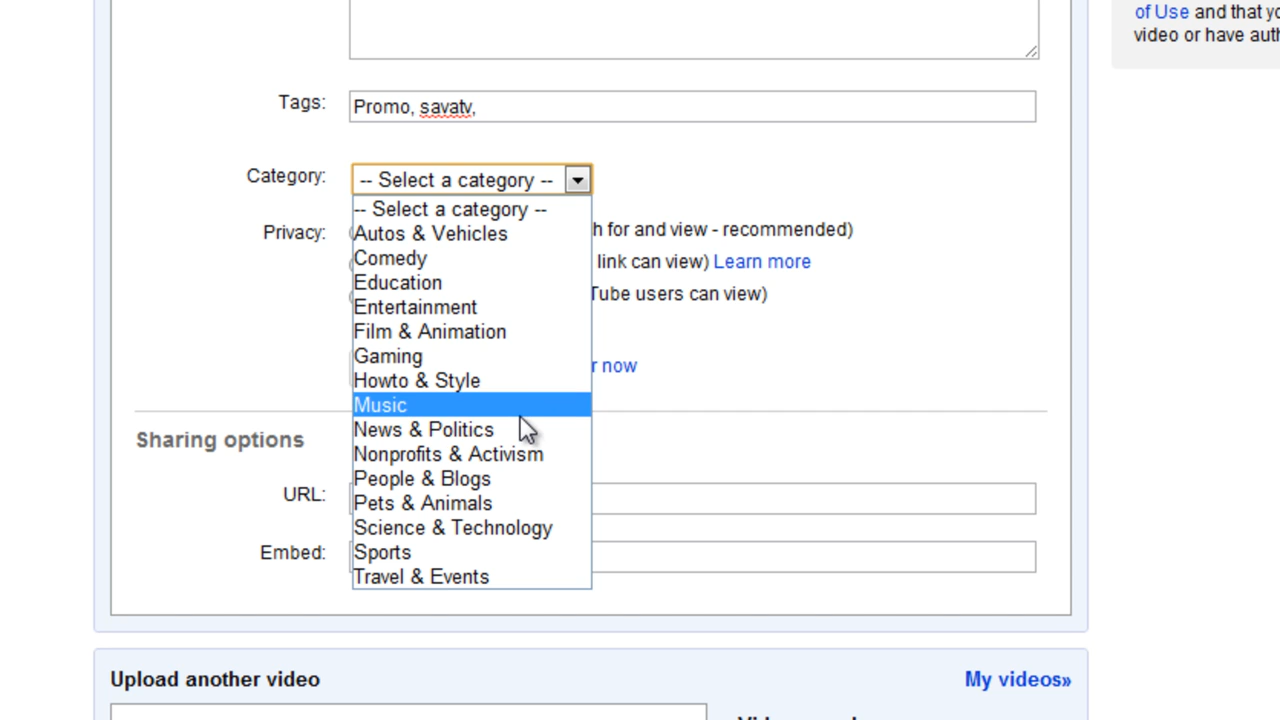 of Use and that yo
video or have auth
Tags: Promo, savatv,
Category: -- Select a category --
-- Select a category --
Privacy: h for and view - recommended)
Autos & Vehicles
Comedy link can view) Learn more
Education
Tube users can view)
Entertainment
Film & Animation
Gaming
r now
Howto & Style
Music
News & Politics
Sharing options
Nonprofits & Activism
People & Blogs
URL:
Pets & Animals
Science & Technology
Embed: Sports
Travel & Events
Upload another video My videos»